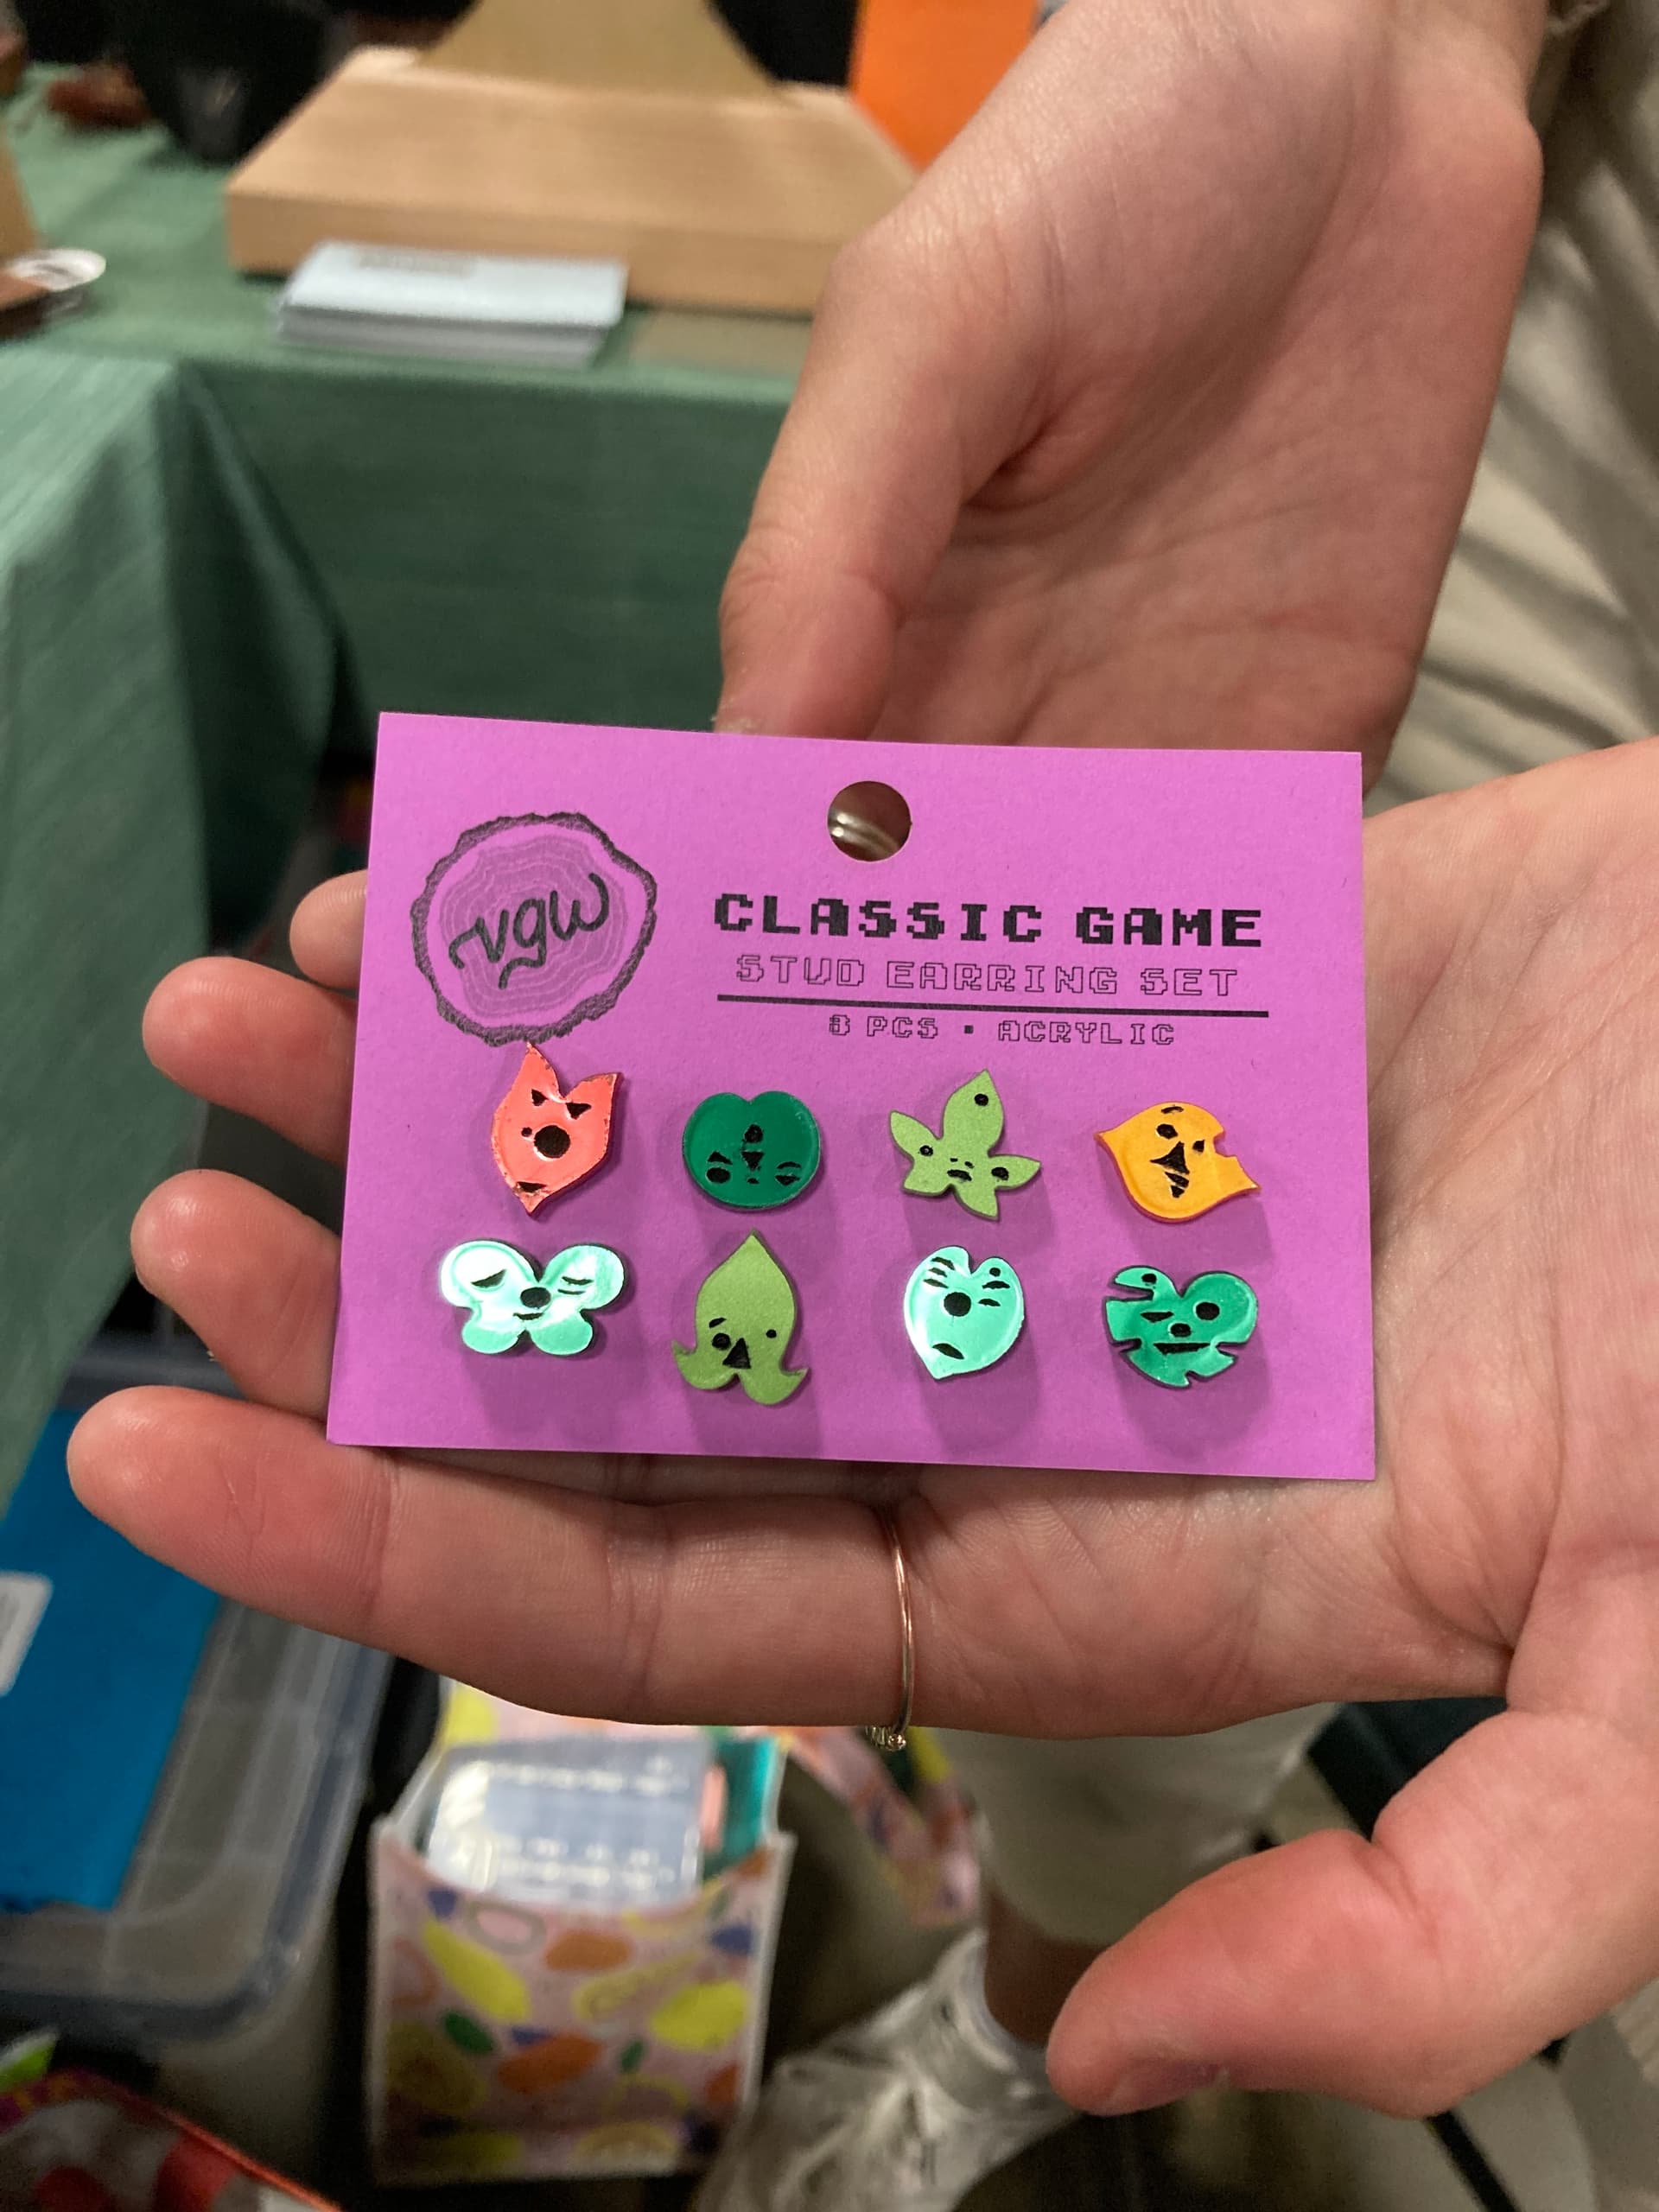 vgw
CLASSIC GAME
STUD EARRING SET
8 PCS · ACRYLIC